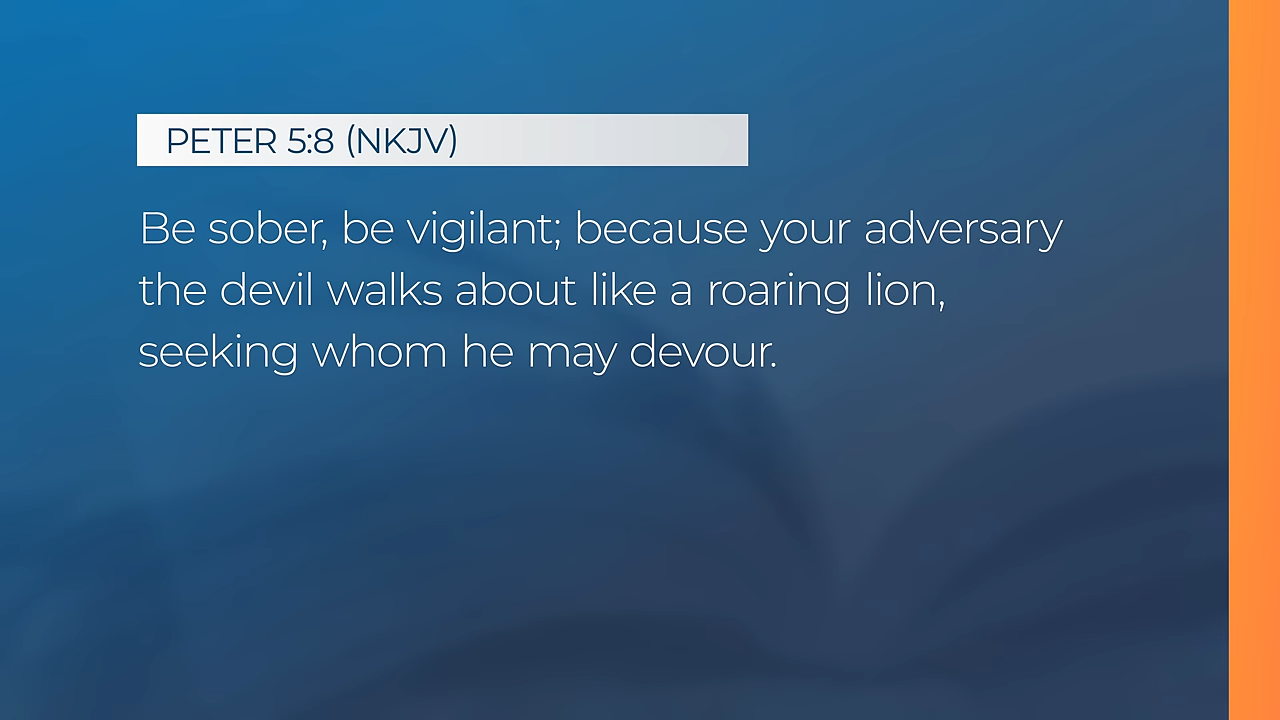 PETER 5:8 (NKJV)
Be sober, be vigilant; because your adversary
the devil walks about like a roaring lion,
seeking whom he may devour.